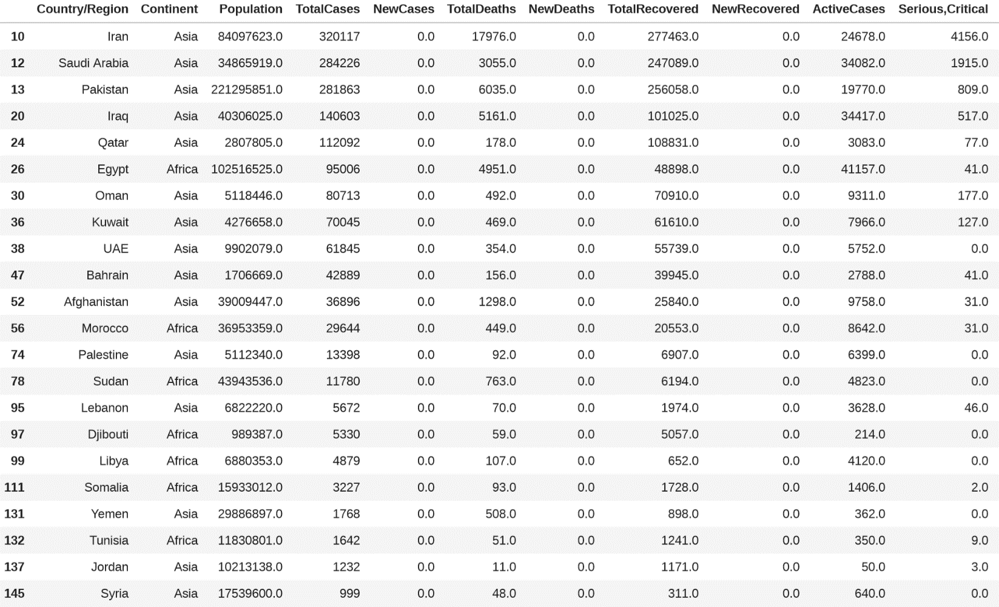 Country/Region Continent Population TotalCases NewCases TotalDeaths NewDeaths TotalRecovered NewRecovered ActiveCases Serious,Critical
10 Iran Asia 84097623.0 320117 0.0 17976.0 0.0 277463.0 0.0 24678.0 4156.0
12 Saudi Arabia Asia 34865919.0 284226 0.0 3055.0 0.0 247089.0 0.0 34082.0 1915.0
13 Pakistan Asia 221295851.0 281863 0.0 6035.0 0.0 256058.0 0.0 19770.0 809.0
20 Iraq Asia 40306025.0 140603 0.0 5161.0 0.0 101025.0 0.0 34417.0 517.0
24 Qatar Asia 2807805.0 112092 0.0 178.0 0.0 108831.0 0.0 3083.0 77.0
26 Egypt Africa 102516525.0 95006 0.0 4951.0 0.0 48898.0 0.0 41157.0 41.0
30 Oman Asia 5118446.0 80713 0.0 492.0 0.0 70910.0 0.0 9311.0 177.0
36 Kuwait Asia 4276658.0 70045 0.0 469.0 0.0 61610.0 0.0 7966.0 127.0
38 UAE Asia 9902079.0 61845 0.0 354.0 0.0 55739.0 0.0 5752.0 0.0
47 Bahrain Asia 1706669.0 42889 0.0 156.0 0.0 39945.0 0.0 2788.0 41.0
52 Afghanistan Asia 39009447.0 36896 0.0 1298.0 0.0 25840.0 0.0 9758.0 31.0
56 Morocco Africa 36953359.0 29644 0.0 449.0 0.0 20553.0 0.0 8642.0 31.0
74 Palestine Asia 5112340.0 13398 0.0 92.0 0.0 6907.0 0.0 6399.0 0.0
78 Sudan Africa 43943536.0 11780 0.0 763.0 0.0 6194.0 0.0 4823.0 0.0
95 Lebanon Asia 6822220.0 5672 0.0 70.0 0.0 1974.0 0.0 3628.0 46.0
97 Djibouti Africa 989387.0 5330 0.0 59.0 0.0 5057.0 0.0 214.0 0.0
99 Libya Africa 6880353.0 4879 0.0 107.0 0.0 652.0 0.0 4120.0 0.0
111 Somalia Africa 15933012.0 3227 0.0 93.0 0.0 1728.0 0.0 1406.0 2.0
131 Yemen Asia 29886897.0 1768 0.0 508.0 0.0 898.0 0.0 362.0 0.0
132 Tunisia Africa 11830801.0 1642 0.0 51.0 0.0 1241.0 0.0 350.0 9.0
137 Jordan Asia 10213138.0 1232 0.0 11.0 0.0 1171.0 0.0 50.0 3.0
145 Syria Asia 17539600.0 999 0.0 48.0 0.0 311.0 0.0 640.0 0.0